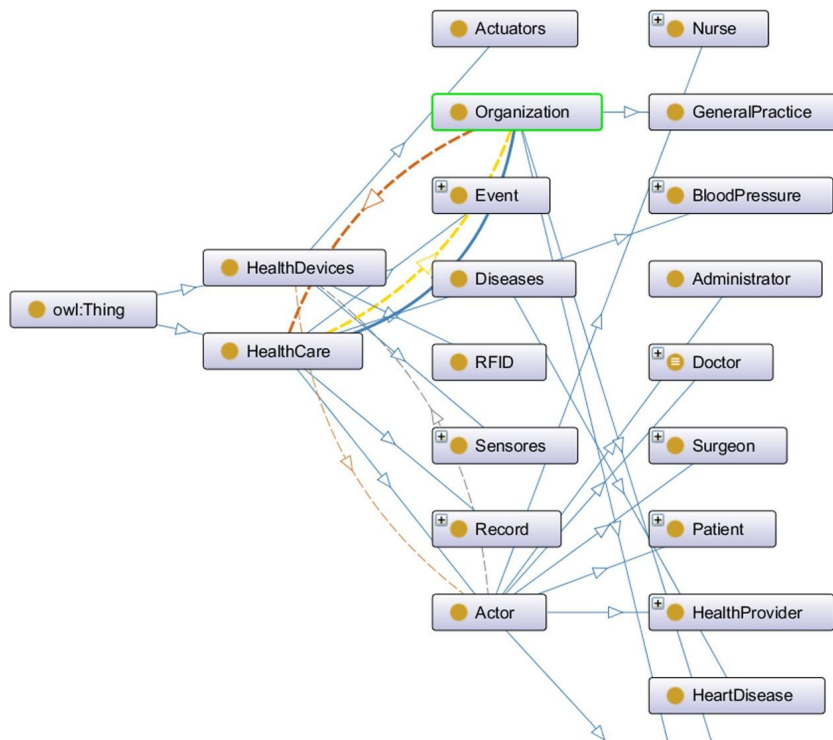 owl:Thing
HealthDevices
HealthCare
Actuators
Organization
Event
Diseases
RFID
Sensores
Record
Actor
Nurse
GeneralPractice
BloodPressure
Administrator
Doctor
Surgeon
Patient
HealthProvider
HeartDisease